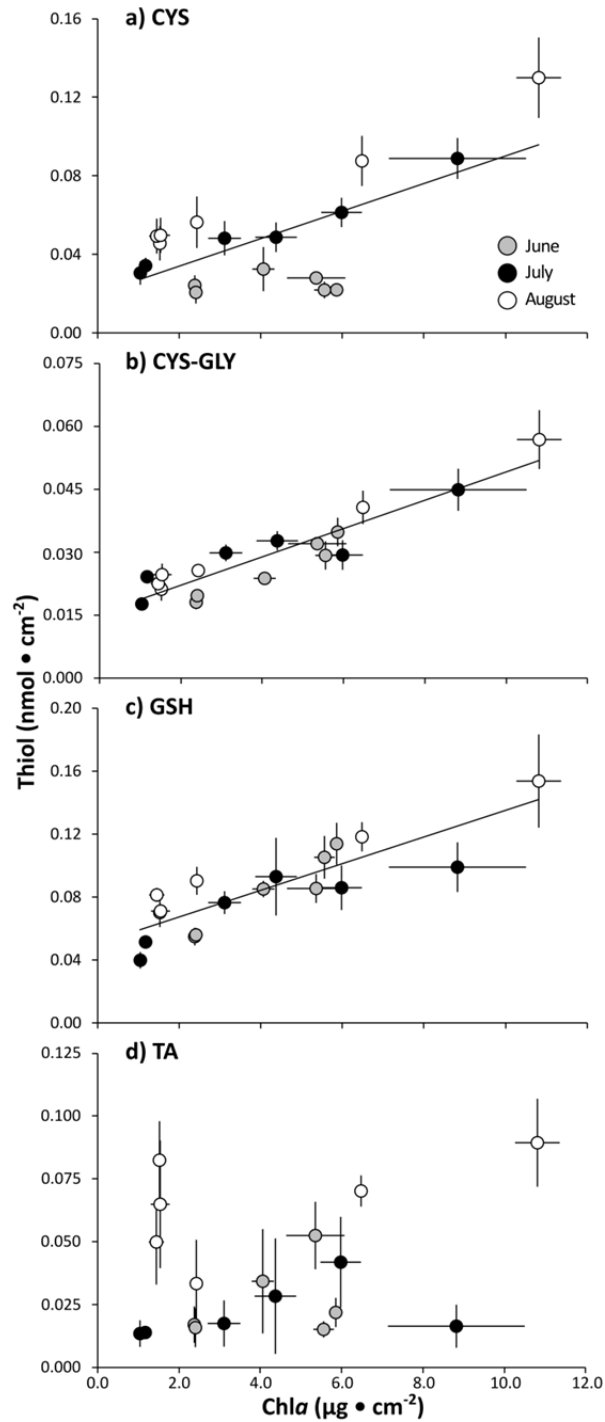 a) CYS
0.16
0.12
0.08
0.04
0.00
June
July
August
b) CYS-GLY
0.075
0.060
0.045
0.030
0.015
0.000
c) GSH
0.20
0.16
0.12
0.08
0.04
0.00
d) TA
0.125
0.100
0.075
0.050
0.025
0.000
0.0 2.0 4.0 6.0 8.0 10.0 12.0
Thiol (nmol • cm⁻²)
Chla (µg • cm⁻²)